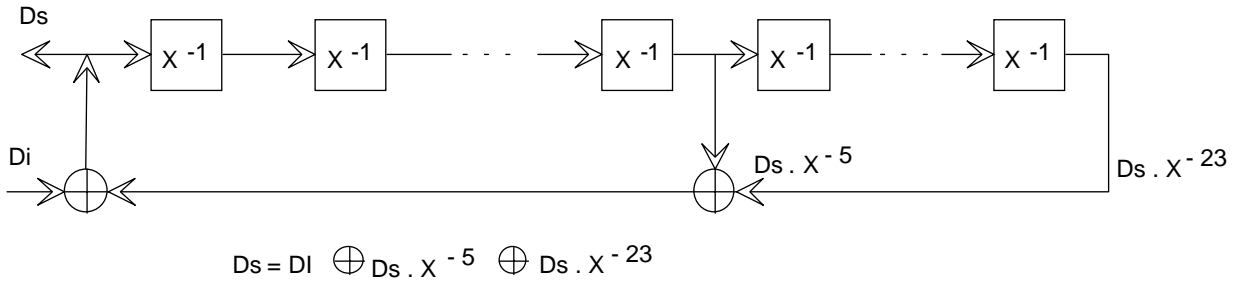 Ds
X -1 X -1 X -1 X -1 X -1
Di
Ds . X - 5
Ds . X - 23
Ds = DI ⊕ Ds . X - 5 ⊕ Ds . X - 23